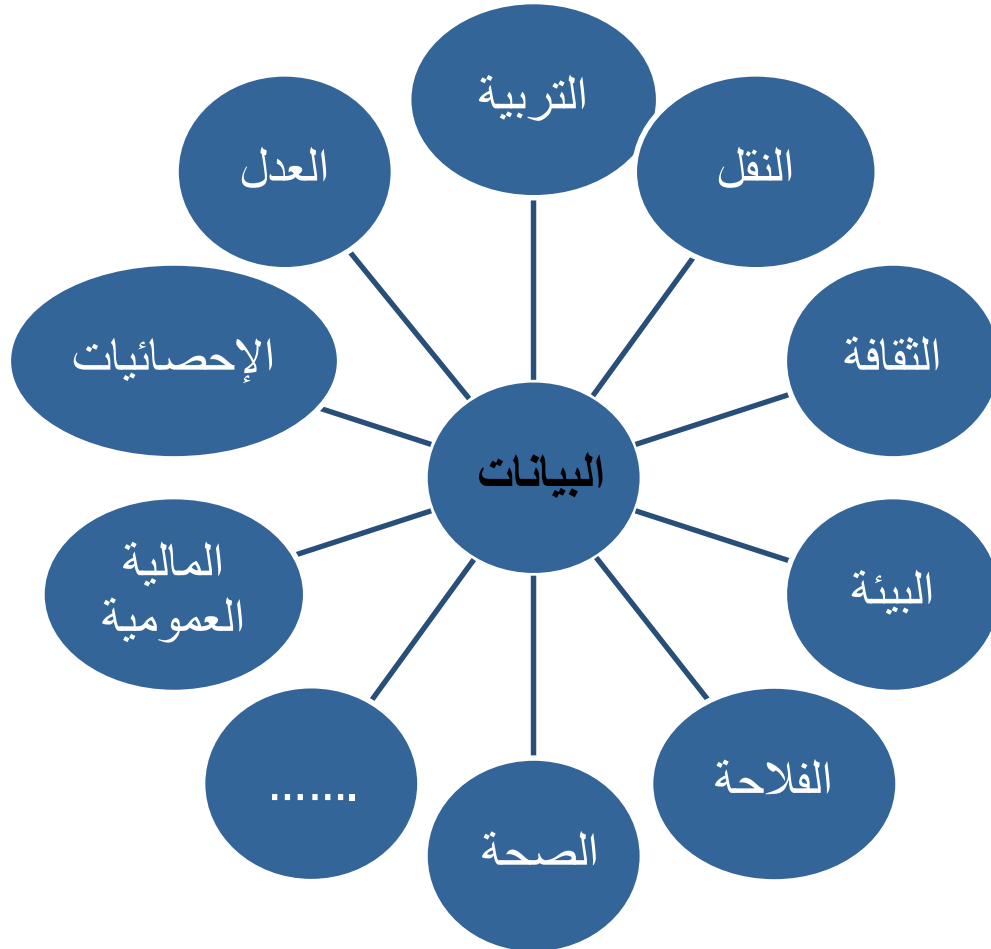 التربية
النقل
الثقافة
البيئة
الفلاحة
الصحة
.......
المالية
العمومية
الإحصائيات
العدل
البيانات